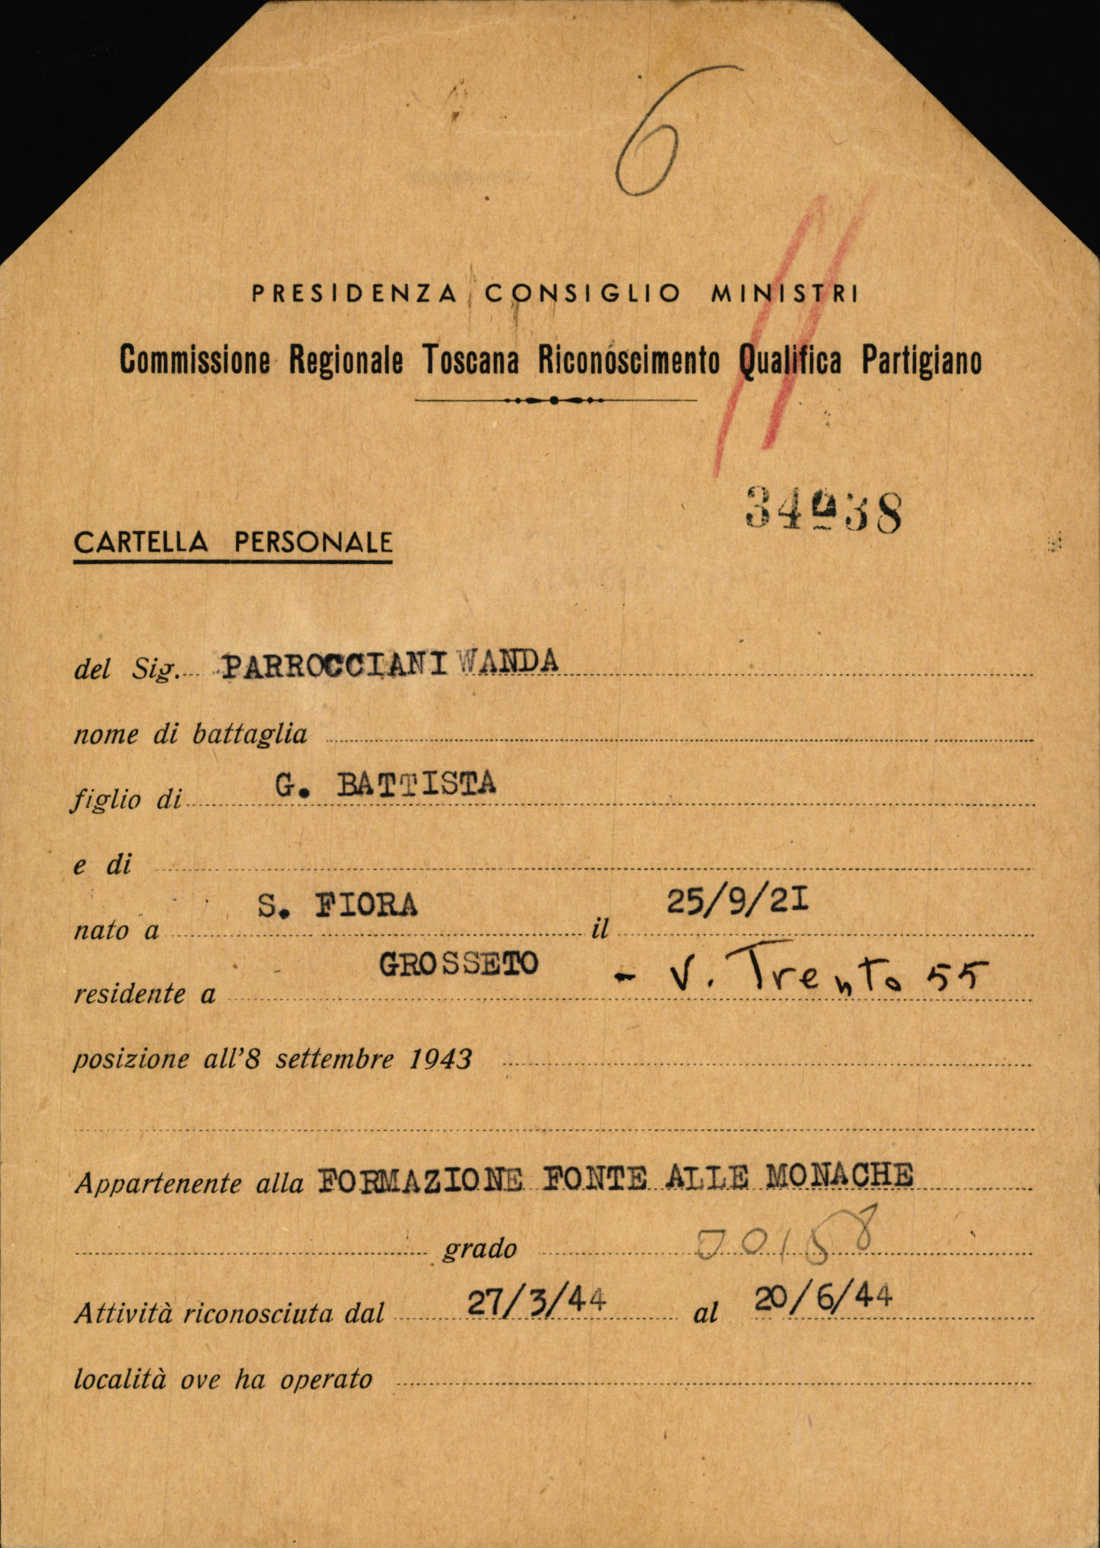 6
PRESIDENZA CONSIGLIO MINISTRI
Commissione Regionale Toscana Riconoscimento Qualifica Partigiano
CARTELLA PERSONALE
del Sig. PARROCCIANI WANDA
nome di battaglia
figlio di G. BATTISTA
e di
nato a S. FIORA il 25/9/2I
residente a GROSSETO - V. Trento 55
posizione all'8 settembre 1943
Appartenente alla FORMAZIONE FONTE ALLE MONACHE
grado 00158
Attività riconosciuta dal 27/3/44 al 20/6/44
località ove ha operato